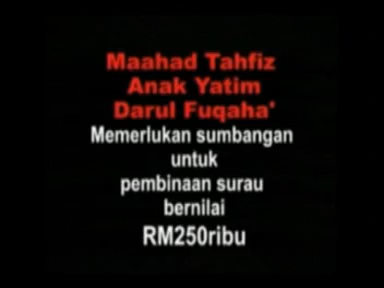 Maahad Tahfiz
Anak Yatim
Darul Fuqaha'
Memerlukan sumbangan
untuk
pembinaan surau
bernilai
RM250ribu